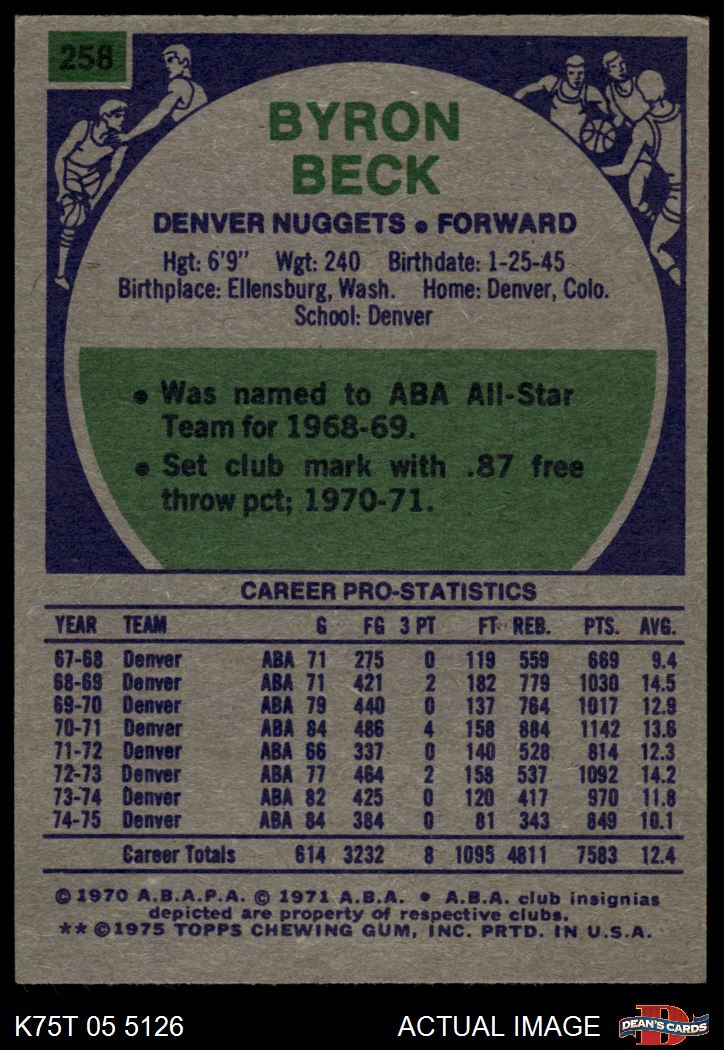 258
BYRON
BECK
DENVER NUGGETS • FORWARD
Hgt: 6'9" Wgt: 240 Birthdate: 1-25-45
Birthplace: Ellensburg, Wash. Home: Denver, Colo.
School: Denver
• Was named to ABA All-Star
Team for 1968-69.
• Set club mark with .87 free
throw pct; 1970-71.
CAREER PRO-STATISTICS
YEAR TEAM G FG 3 PT FT REB. PTS. AVG.
67-68 Denver ABA 71 275 0 119 559 669 9.4
68-69 Denver ABA 71 421 2 182 779 1030 14.5
69-70 Denver ABA 79 440 0 137 764 1017 12.9
70-71 Denver ABA 84 486 4 158 884 1142 13.6
71-72 Denver ABA 66 337 0 140 528 814 12.3
72-73 Denver ABA 77 464 2 158 537 1092 14.2
73-74 Denver ABA 82 425 0 120 417 970 11.8
74-75 Denver ABA 84 384 0 81 343 849 10.1
Career Totals 614 3232 8 1095 4811 7583 12.4
© 1970 A.B.A.P.A. © 1971 A.B.A. • A.B.A. club insignias
depicted are property of respective clubs.
** © 1975 TOPPS CHEWING GUM, INC. PRTD. IN U.S.A.
K75T 05 5126 ACTUAL IMAGE
D
DEAN'S CARDS